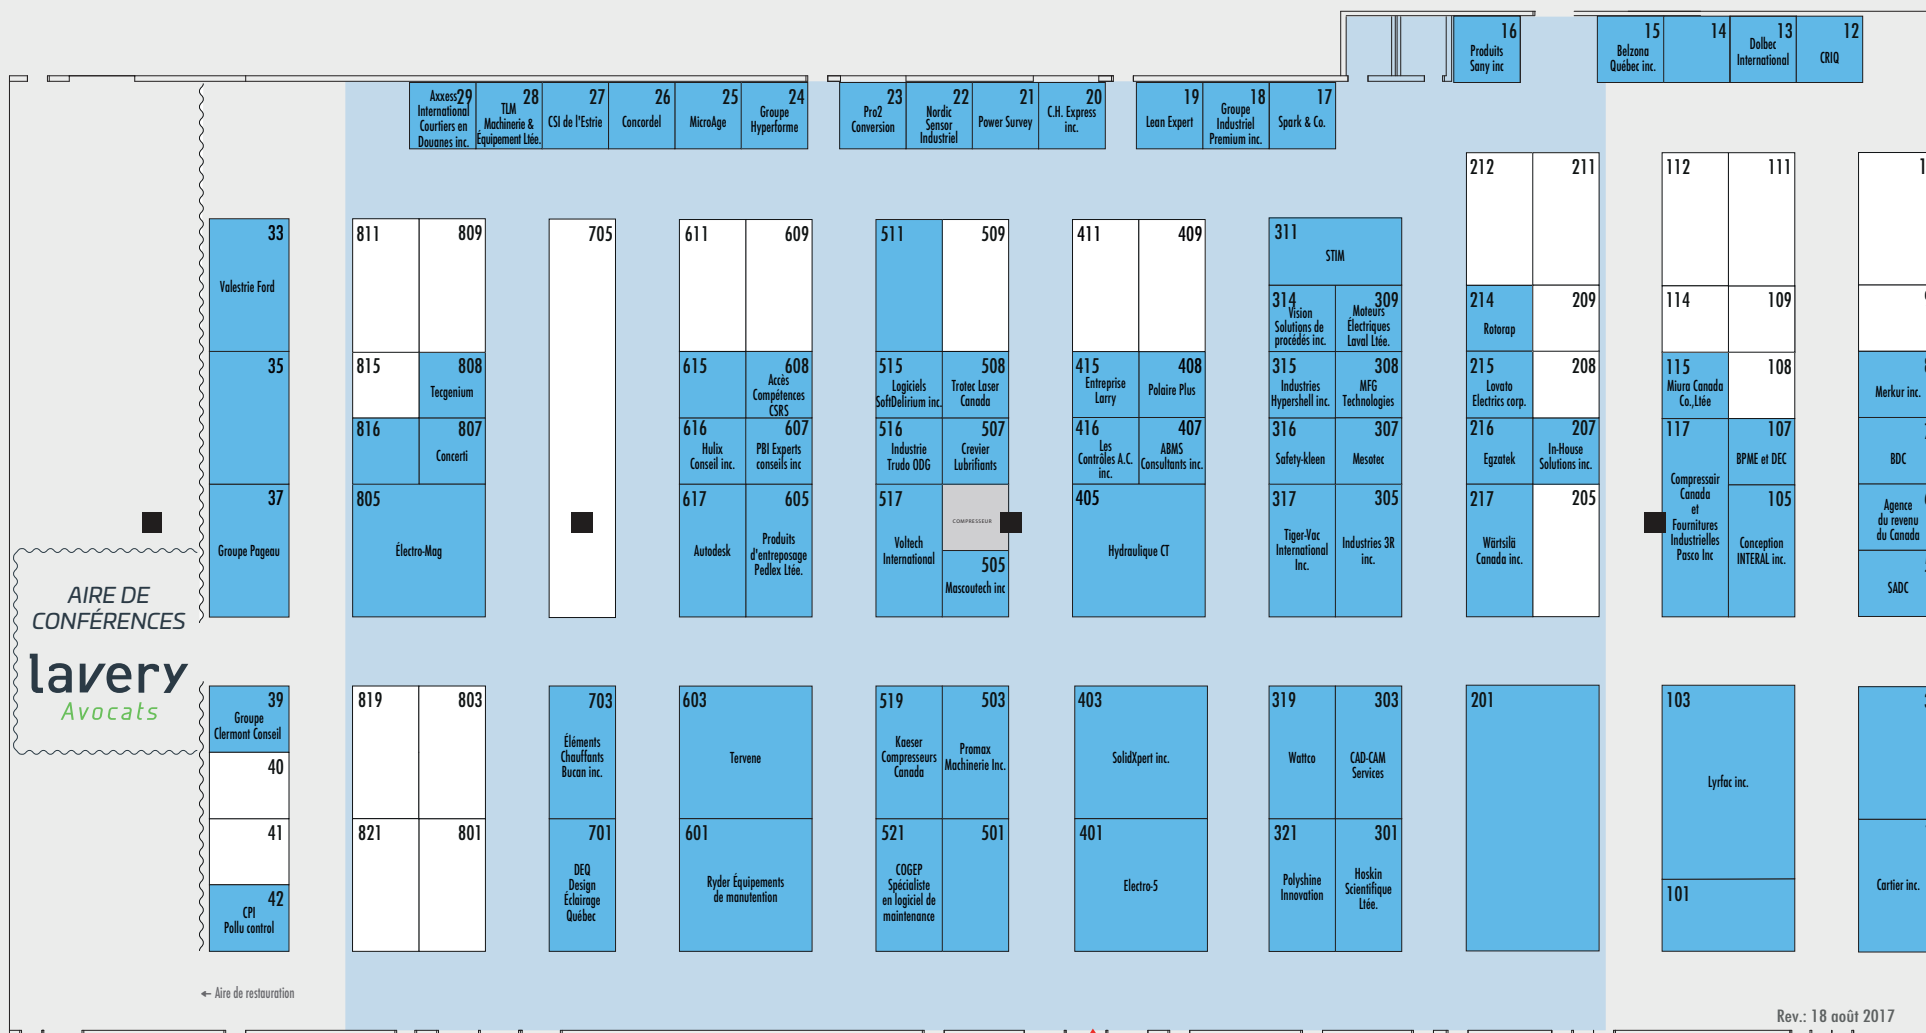 16
Produits
Sany inc
15
Belzona
Québec inc.
14
13
Dolbec
International
12
CRIQ
29
Axxess
International
Courtiers en
Douanes inc.
28
TLM
Machinerie &
Équipement Ltée.
27
CSI de l'Estrie
26
Concordel
25
MicroAge
24
Groupe
Hyperforme
23
Pro2
Conversion
22
Nordic
Sensor
Industriel
21
Power Survey
20
C.H. Express
inc.
19
Lean Expert
18
Groupe
Industriel
Premium inc.
17
Spark & Co.
212
211
112
111
33
Valestrie Ford
811
809
705
611
609
511
509
411
409
311
STIM
314
Vision
Solutions de
procédés inc.
309
Moteurs
Électriques
Laval Ltée.
214
Rotorap
209
114
109
35
815
808
Tecgenium
615
608
Accès
Compétences
CSRS
515
Logiciels
SoftDelirium inc.
508
Trotec Laser
Canada
415
Entreprise
Larry
408
Polaire Plus
315
Industries
Hypershell inc.
308
MFG
Technologies
215
Lovato
Electrics corp.
208
115
Miura Canada
Co.,Ltée
108
Merkur inc.
816
807
Concerti
616
Hulix
Conseil inc.
607
PBI Experts
conseils inc
516
Industrie
Trudo ODG
507
Crevier
Lubrifiants
416
Les
Contrôles A.C.
inc.
407
ABMS
Consultants inc.
316
Safety-kleen
307
Mesotec
216
Egzatek
207
In-House
Solutions inc.
117
Compressair
Canada
et
Fournitures
Industrielles
Pasco Inc
107
BPME et DEC
BDC
37
Groupe Pageau
805
Électro-Mag
617
Autodesk
605
Produits
d'entreposage
Pedlex Ltée.
517
Voltech
International
COMPRESSEUR
505
Mascoutech inc
405
Hydraulique CT
317
Tiger-Vac
International
Inc.
305
Industries 3R
inc.
217
Wärtsilä
Canada inc.
205
105
Conception
INTERAL inc.
Agence
du revenu
du Canada
SADC
AIRE DE
CONFÉRENCES
lavery
Avocats
39
Groupe
Clermont Conseil
40
41
42
CPI
Pollu control
819
803
703
Éléments
Chauffants
Bucan inc.
603
Tervene
519
Kaeser
Compresseurs
Canada
503
Promax
Machinerie Inc.
403
SolidXpert inc.
319
Wattco
303
CAD-CAM
Services
201
103
Lyrfac inc.
821
801
701
DEQ
Design
Éclairage
Québec
601
Ryder Équipements
de manutention
521
COGEP
Spécialiste
en logiciel de
maintenance
501
401
Electro-5
321
Polyshine
Innovation
301
Hoskin
Scientifique
Ltée.
101
Cartier inc.
← Aire de restauration
Rev.: 18 août 2017